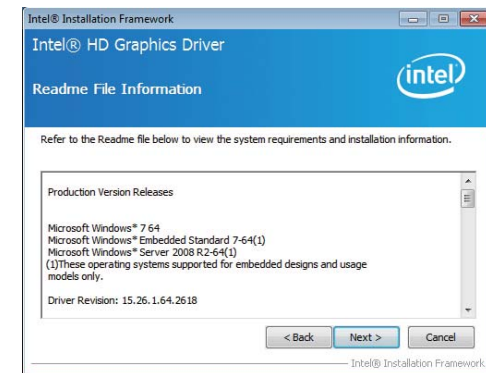 Intel® Installation Framework
Intel® HD Graphics Driver
intel
Readme File Information
Refer to the Readme file below to view the system requirements and installation information.
Production Version Releases
Microsoft Windows* 7 64
Microsoft Windows* Embedded Standard 7-64(1)
Microsoft Windows* Server 2008 R2-64(1)
(1)These operating systems supported for embedded designs and usage
models only.
Driver Revision: 15.26.1.64.2618
< Back Next > Cancel
Intel® Installation Framework